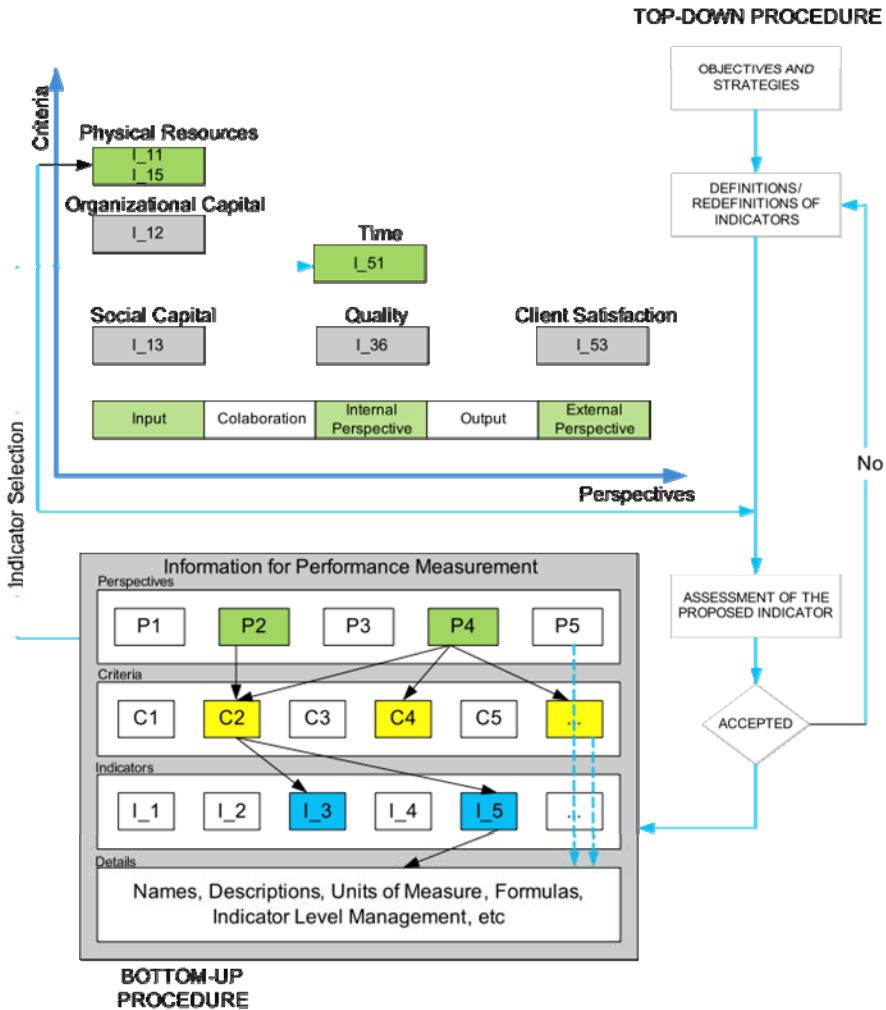 TOP-DOWN PROCEDURE
OBJECTIVES AND
STRATEGIES
Criteria
Physical Resources
I_11
I_15
DEFINITIONS/
REDEFINITIONS OF
INDICATORS
Organizational Capital
I_12
Time
I_51
Social Capital
Quality
Client Satisfaction
I_13
I_36
I_53
Input
Colaboration
Internal
Perspective
Output
External
Perspective
Perspectives
No
Indicator Selection
Information for Performance Measurement
Perspectives
P1
P2
P3
P4
P5
ASSESSMENT OF THE
PROPOSED INDICATOR
Criteria
C1
C2
C3
C4
C5
...
ACCEPTED
Indicators
I_1
I_2
I_3
I_4
I_5
...
Details
Names, Descriptions, Units of Measure, Formulas,
Indicator Level Management, etc
BOTTOM-UP
PROCEDURE